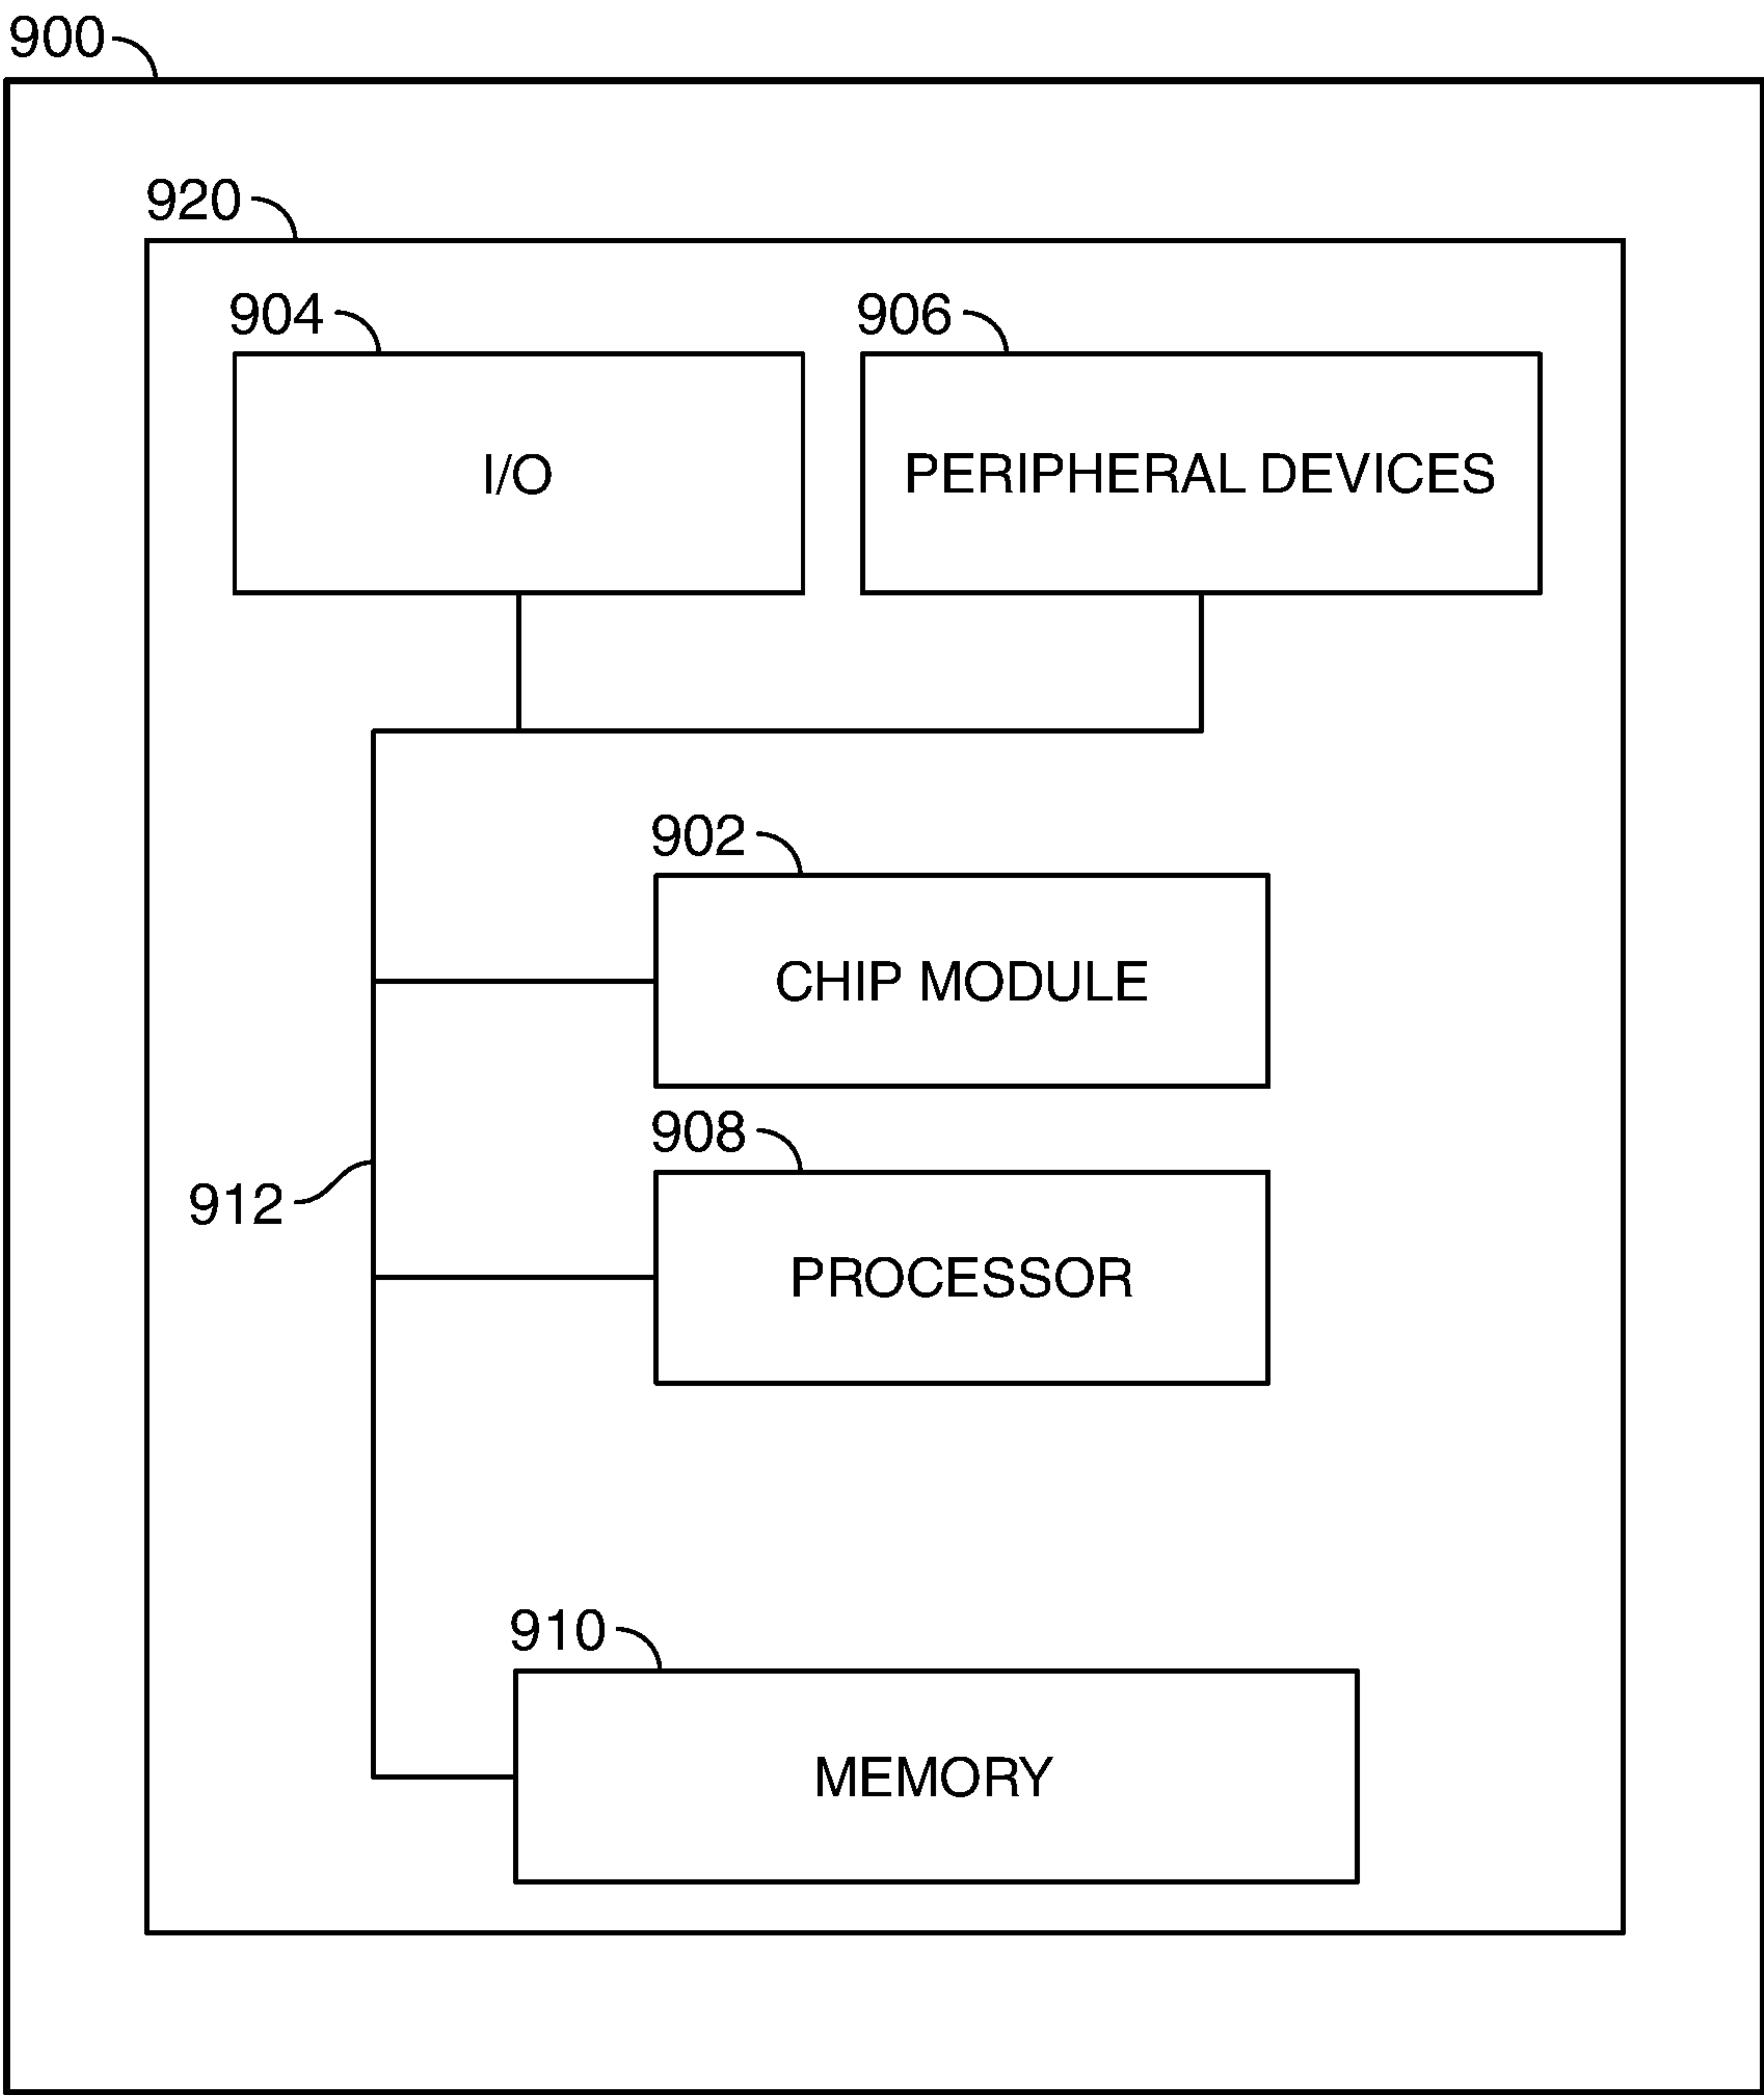 900
920
904
906
I/O
PERIPHERAL DEVICES
902
CHIP MODULE
908
912
PROCESSOR
910
MEMORY